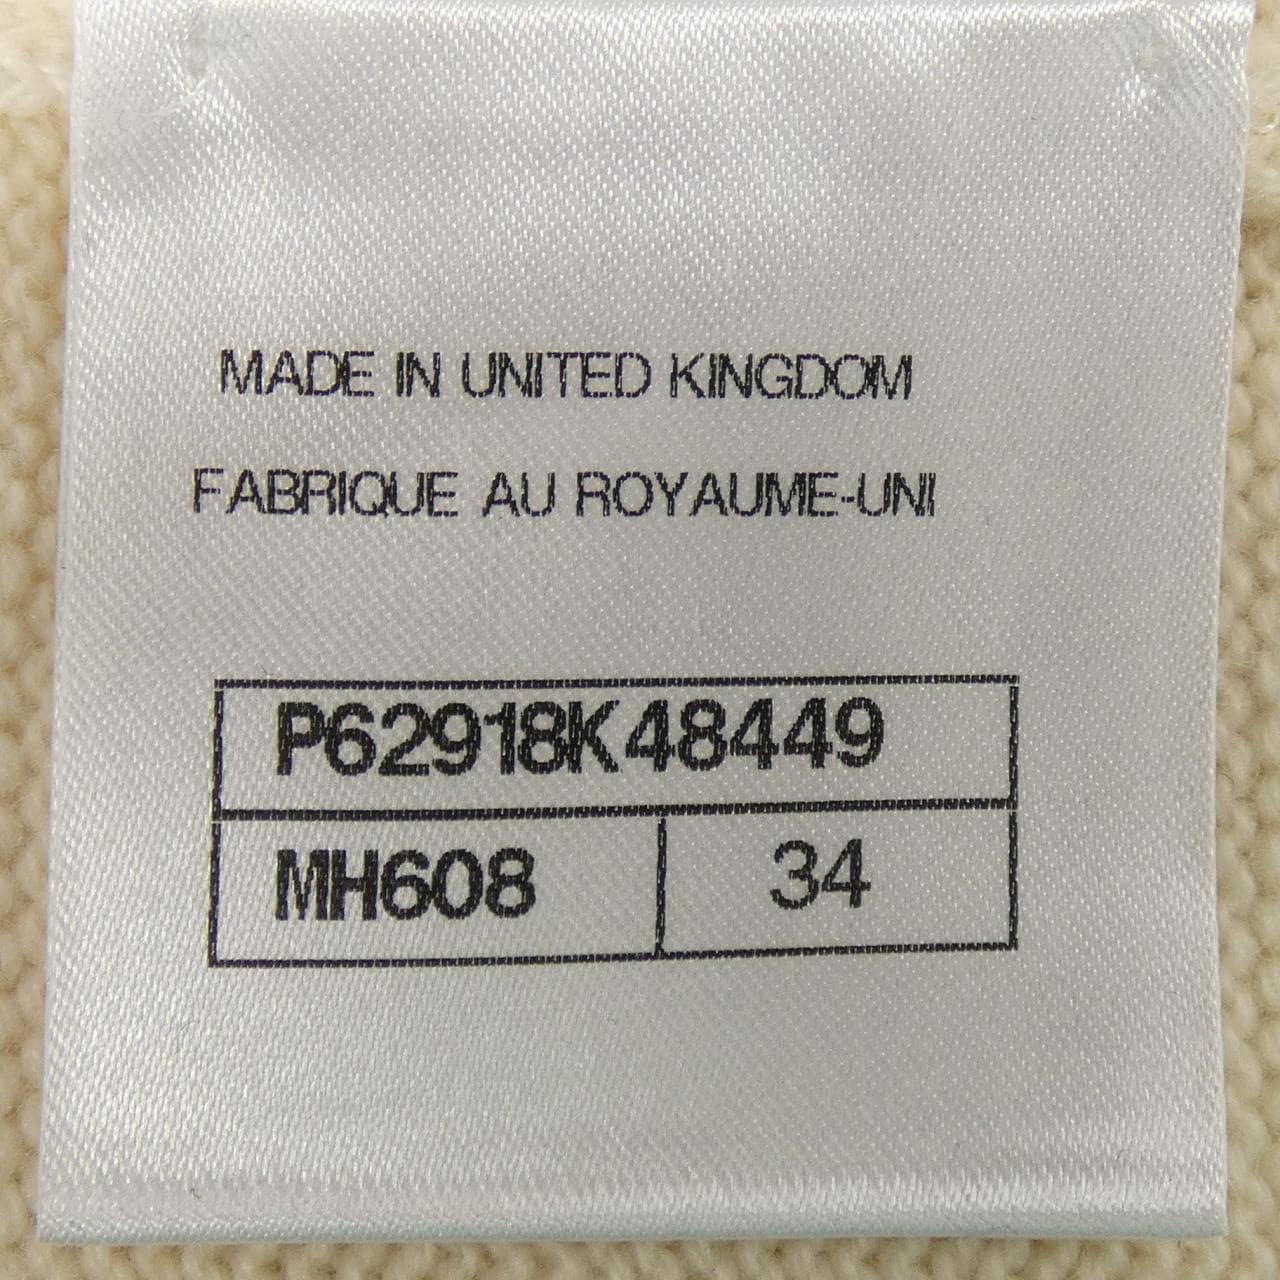 MADE IN UNITED KINGDOM
FABRIQUE AU ROYAUME-UNI
P62918K48449
MH608 34